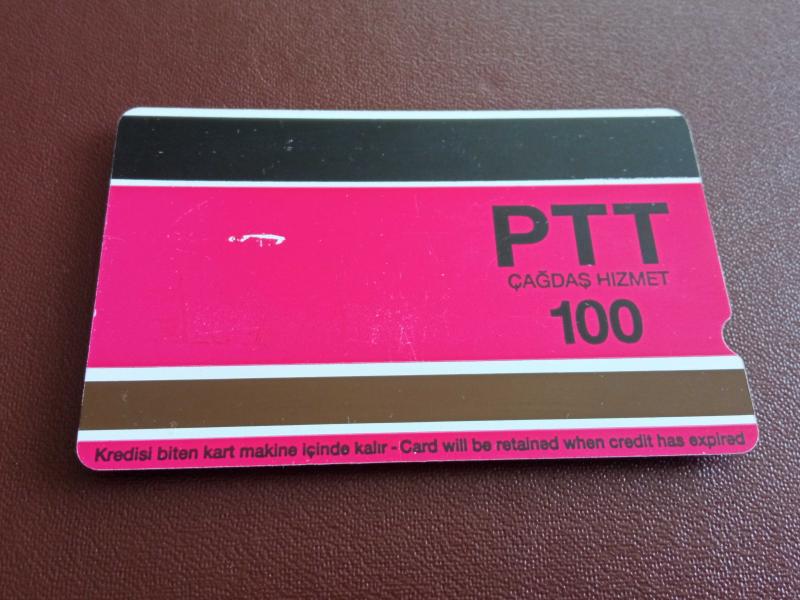 PTT
ÇAĞDAŞ HIZMET
100
Kredisi biten kart makine içinde kalır - Card will be retained when credit has expired